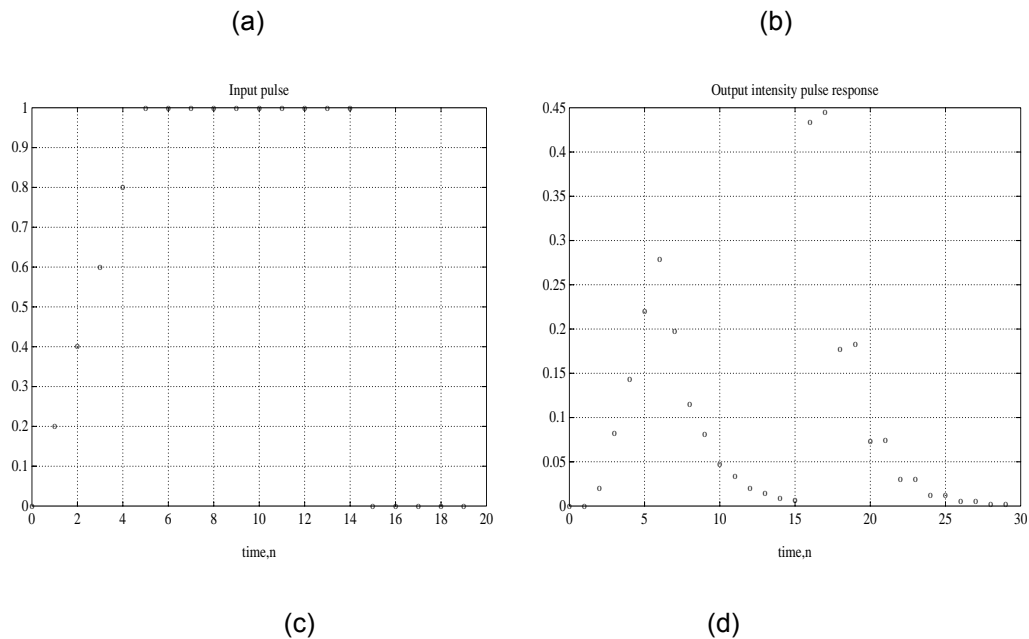 (a) (b)
Input pulse
1
0.9
0.8
0.7
0.6
0.5
0.4
0.3
0.2
0.1
0
0 2 4 6 8 10 12 14 16 18 20
time,n
Output intensity pulse response
0.45
0.4
0.35
0.3
0.25
0.2
0.15
0.1
0.05
0
0 5 10 15 20 25 30
time,n
(c) (d)